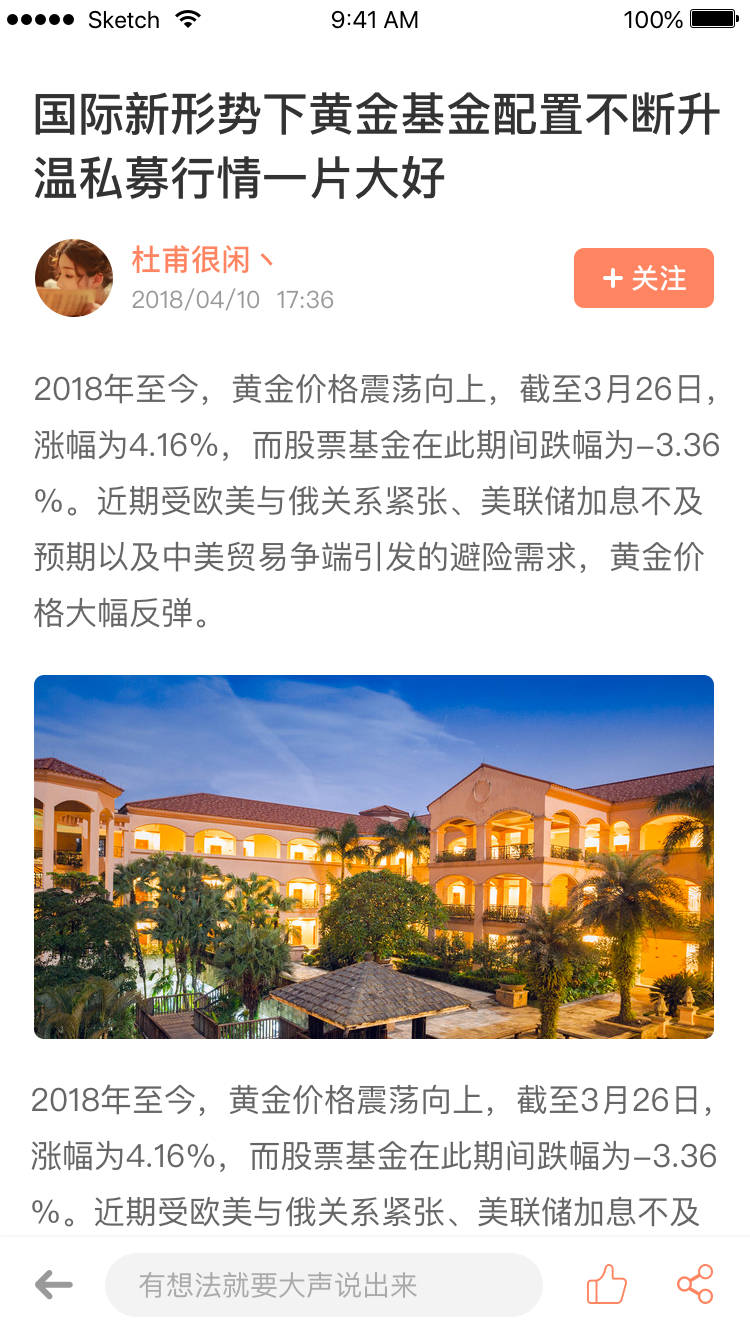 Sketch 9:41 AM 100%
国际新形势下黄金基金配置不断升
温私募行情一片大好
杜甫很闲丶
2018/04/10 17:36
+ 关注
2018年至今，黄金价格震荡向上，截至3月26日，
涨幅为4.16%，而股票基金在此期间跌幅为-3.36
%。近期受欧美与俄关系紧张、美联储加息不及
预期以及中美贸易争端引发的避险需求，黄金价
格大幅反弹。
2018年至今，黄金价格震荡向上，截至3月26日，
涨幅为4.16%，而股票基金在此期间跌幅为-3.36
%。近期受欧美与俄关系紧张、美联储加息不及
有想法就要大声说出来